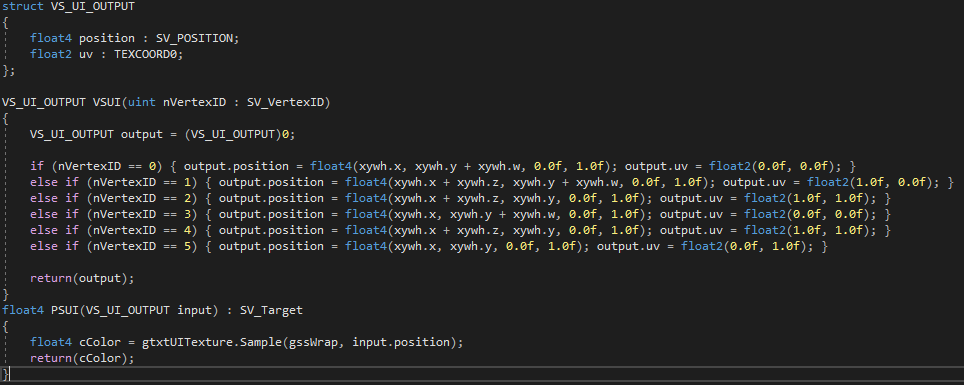 struct VS_UI_OUTPUT
{
    float4 position : SV_POSITION;
    float2 uv : TEXCOORD0;
};

VS_UI_OUTPUT VSUI(uint nVertexID : SV_VertexID)
{
    VS_UI_OUTPUT output = (VS_UI_OUTPUT)0;

    if (nVertexID == 0) { output.position = float4(xywh.x, xywh.y + xywh.w, 0.0f, 1.0f); output.uv = float2(0.0f, 0.0f); }
    else if (nVertexID == 1) { output.position = float4(xywh.x + xywh.z, xywh.y + xywh.w, 0.0f, 1.0f); output.uv = float2(1.0f, 0.0f); }
    else if (nVertexID == 2) { output.position = float4(xywh.x + xywh.z, xywh.y, 0.0f, 1.0f); output.uv = float2(1.0f, 1.0f); }
    else if (nVertexID == 3) { output.position = float4(xywh.x, xywh.y + xywh.w, 0.0f, 1.0f); output.uv = float2(0.0f, 0.0f); }
    else if (nVertexID == 4) { output.position = float4(xywh.x + xywh.z, xywh.y, 0.0f, 1.0f); output.uv = float2(1.0f, 1.0f); }
    else if (nVertexID == 5) { output.position = float4(xywh.x, xywh.y, 0.0f, 1.0f); output.uv = float2(0.0f, 1.0f); }

    return(output);
}
float4 PSUI(VS_UI_OUTPUT input) : SV_Target
{
    float4 cColor = gtxtUITexture.Sample(gssWrap, input.position);
    return(cColor);
}